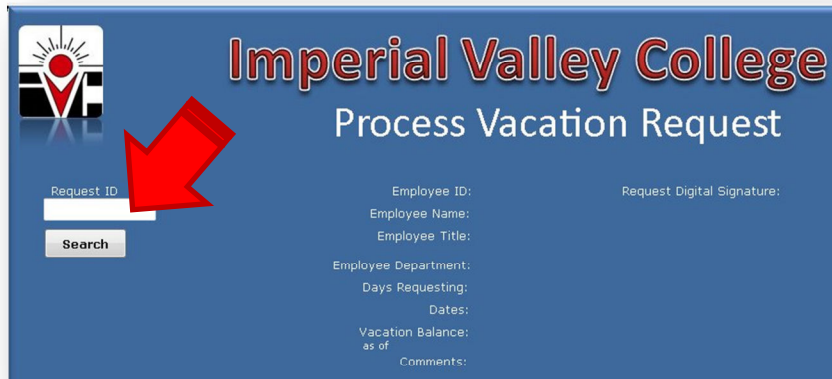 IVC
Imperial Valley College
Process Vacation Request
Request ID
Search
Employee ID:
Employee Name:
Employee Title:
Employee Department:
Days Requesting:
Dates:
Vacation Balance:
as of
Comments:
Request Digital Signature: